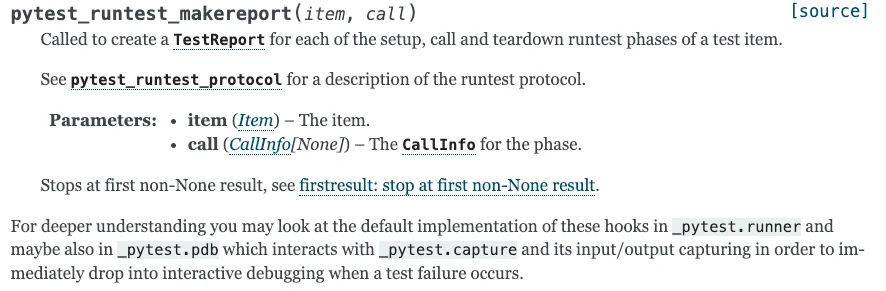 pytest_runtest_makereport(item, call) [source]
Called to create a TestReport for each of the setup, call and teardown runtest phases of a test item.
See pytest_runtest_protocol for a description of the runtest protocol.
Parameters: • item (Item) – The item.
• call (CallInfo[None]) – The CallInfo for the phase.
Stops at first non-None result, see firstresult: stop at first non-None result.
For deeper understanding you may look at the default implementation of these hooks in _pytest.runner and
maybe also in _pytest.pdb which interacts with _pytest.capture and its input/output capturing in order to im-
mediately drop into interactive debugging when a test failure occurs.